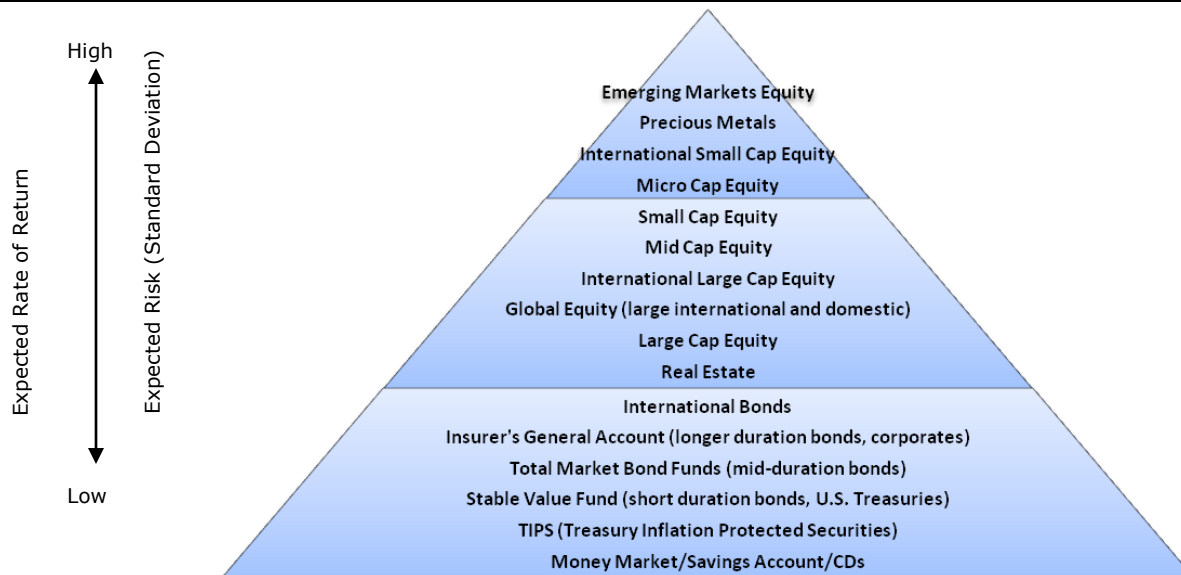 High
Expected Rate of Return
Expected Risk (Standard Deviation)
Low
Emerging Markets Equity
Precious Metals
International Small Cap Equity
Micro Cap Equity
Small Cap Equity
Mid Cap Equity
International Large Cap Equity
Global Equity (large international and domestic)
Large Cap Equity
Real Estate
International Bonds
Insurer's General Account (longer duration bonds, corporates)
Total Market Bond Funds (mid-duration bonds)
Stable Value Fund (short duration bonds, U.S. Treasuries)
TIPS (Treasury Inflation Protected Securities)
Money Market/Savings Account/CDs